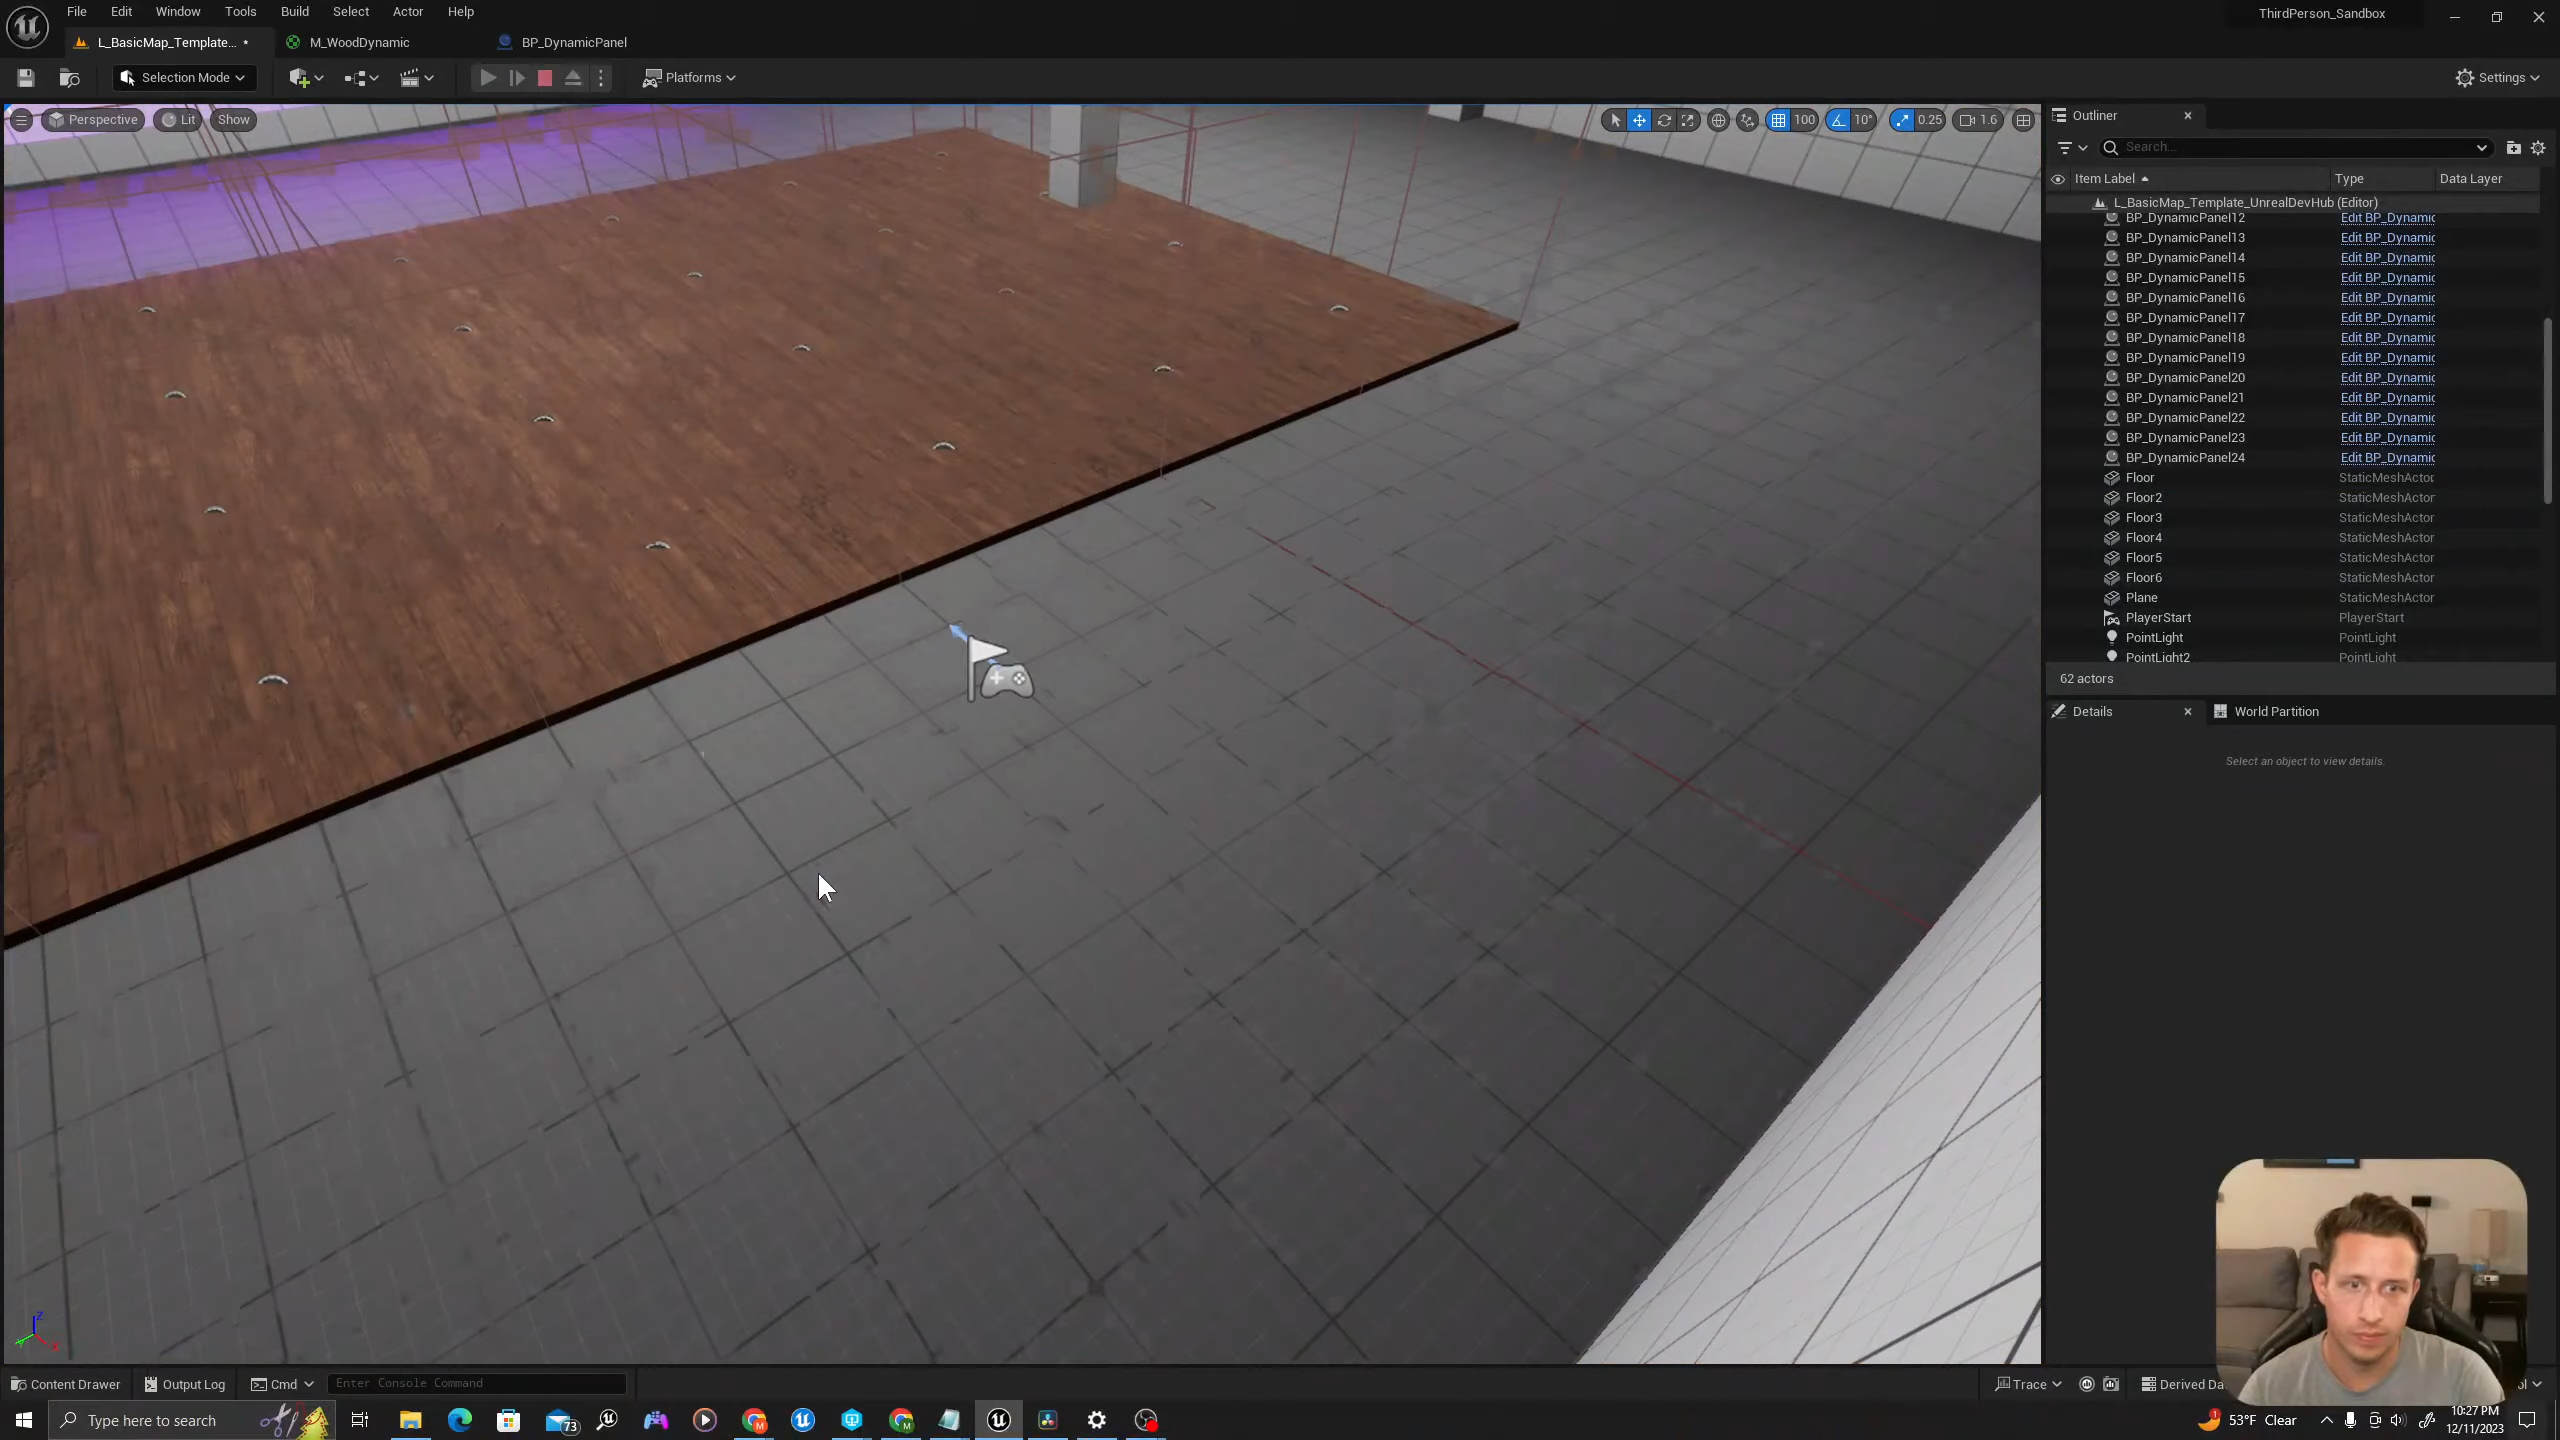 File Edit Window Tools Build Select Actor Help
ThirdPerson_Sandbox
L_BasicMap_Template... •
M_WoodDynamic
BP_DynamicPanel
Selection Mode
Platforms
Settings
Perspective
Lit
Show
100
10°
0.25
1.6
Outliner
Search...
Item Label
Type
Data Layer
L_BasicMap_Template_UnrealDevHub (Editor)
BP_DynamicPanel12 Edit BP_Dynamic
BP_DynamicPanel13 Edit BP_Dynamic
BP_DynamicPanel14 Edit BP_Dynamic
BP_DynamicPanel15 Edit BP_Dynamic
BP_DynamicPanel16 Edit BP_Dynamic
BP_DynamicPanel17 Edit BP_Dynamic
BP_DynamicPanel18 Edit BP_Dynamic
BP_DynamicPanel19 Edit BP_Dynamic
BP_DynamicPanel20 Edit BP_Dynamic
BP_DynamicPanel21 Edit BP_Dynamic
BP_DynamicPanel22 Edit BP_Dynamic
BP_DynamicPanel23 Edit BP_Dynamic
BP_DynamicPanel24 Edit BP_Dynamic
Floor StaticMeshActor
Floor2 StaticMeshActor
Floor3 StaticMeshActor
Floor4 StaticMeshActor
Floor5 StaticMeshActor
Floor6 StaticMeshActor
Plane StaticMeshActor
PlayerStart PlayerStart
PointLight PointLight
PointLight2 PointLight
62 actors
Details
World Partition
Select an object to view details.
Z
Content Drawer
Output Log
Cmd
Enter Console Command
Trace
Derived Da
Type here to search
73
1
53°F Clear
10:27 PM
12/11/2023